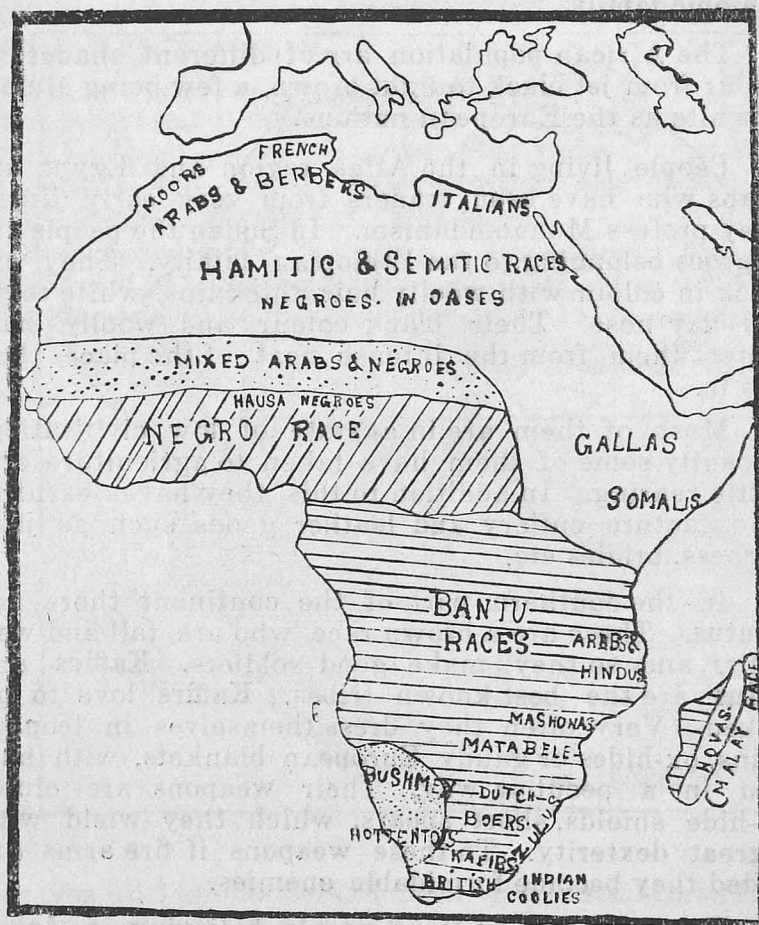 FRENCH
MOORS
ARABS & BERBERS
ITALIANS
HAMITIC & SEMITIC RACES
NEGROES. IN OASES
MIXED ARABS & NEGROES
HAUSA NEGROES
NEGRO RACE
GALLAS
SOMALIS
BANTU
RACES
ARABS &
HINDUS
MASHONAS
MATABELE
HOVAS
(MALAY RACE)
BUSHMEN
DUTCH
BOERS
HOTTENTOTS
ZULUS
KAFIRS
BRITISH
INDIAN
COOLIES